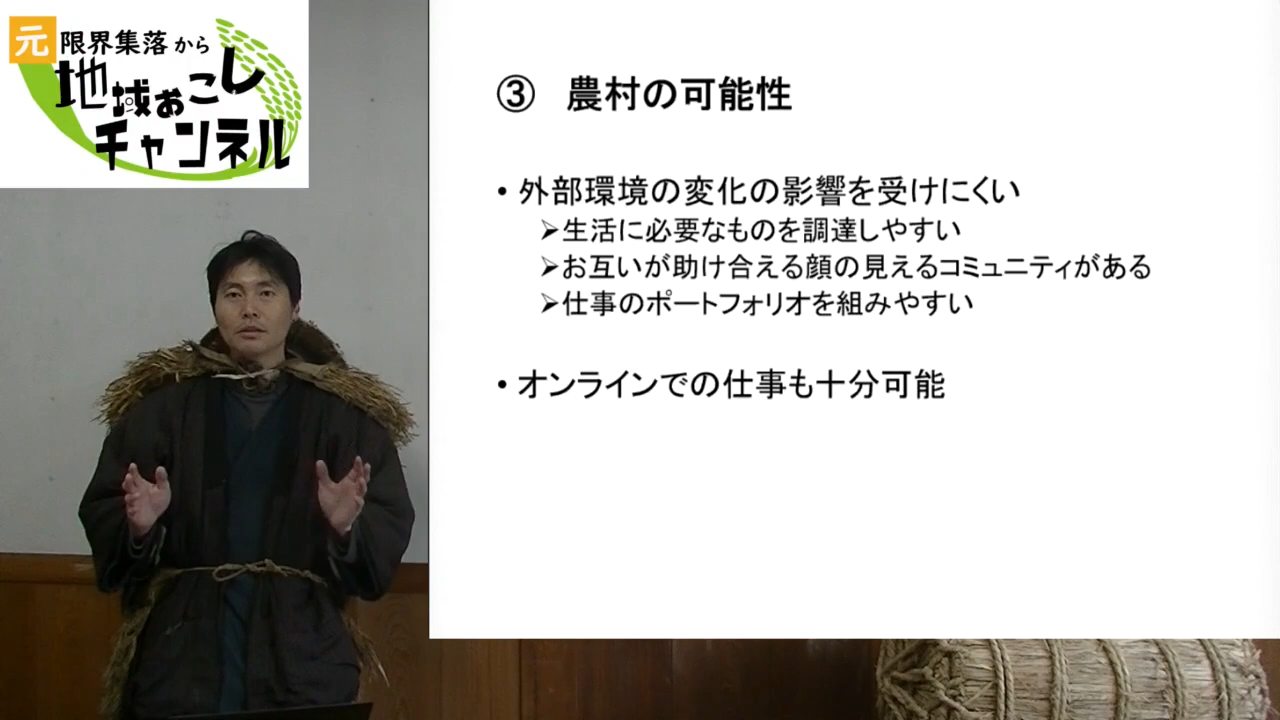 元 限界集落から
地域おこし
チャンネル
③ 農村の可能性
• 外部環境の変化の影響を受けにくい
➢生活に必要なものを調達しやすい
➢お互いが助け合える顔の見えるコミュニティがある
➢仕事のポートフォリオを組みやすい
• オンラインでの仕事も十分可能